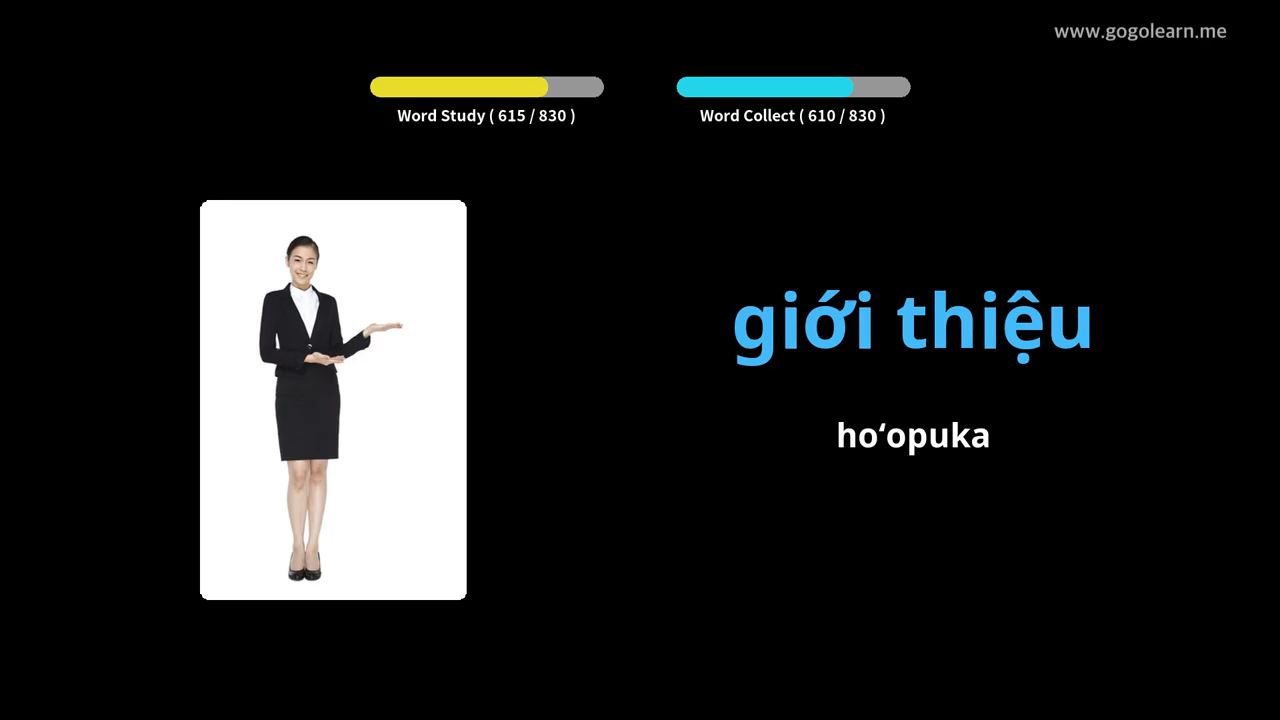 www.gogolearn.me
Word Study ( 615 / 830 )
Word Collect ( 610 / 830 )
giới thiệu
hoʻopuka